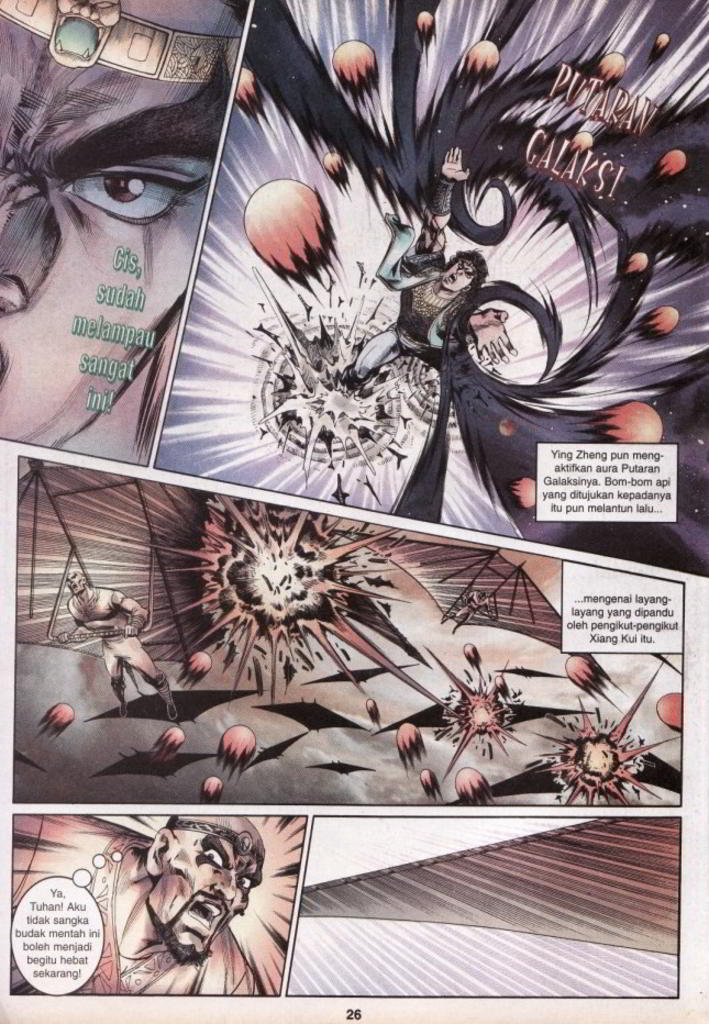 Cis,
sudah
melampau
sangat
ini!
PUTARAN
GALAKSI
Ying Zheng pun meng-
aktifkan aura Putaran
Galaksinya. Bom-bom api
yang ditujukan kepadanya
itu pun melantun lalu...
...mengenai layang-
layang yang dipandu
oleh pengikut-pengikut
Xiang Kui itu.
Ya,
Tuhan! Aku
tidak sangka
budak mentah ini
boleh menjadi
begitu hebat
sekarang!
26